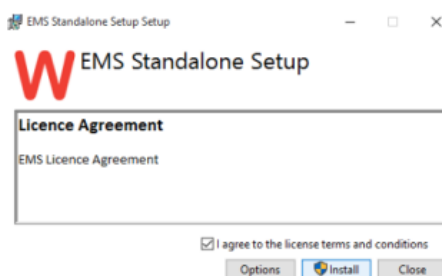 EMS Standalone Setup Setup
W EMS Standalone Setup
Licence Agreement
EMS Licence Agreement
I agree to the license terms and conditions
Options Install Close